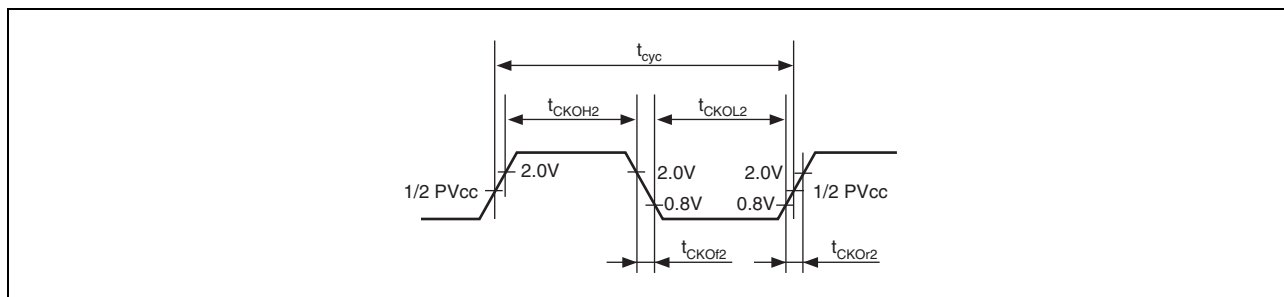 tcyc
tCKOH2 tCKOL2
2.0V 2.0V 2.0V
1/2 PVcc 1/2 PVcc
0.8V 0.8V
tCKOf2 tCKOr2